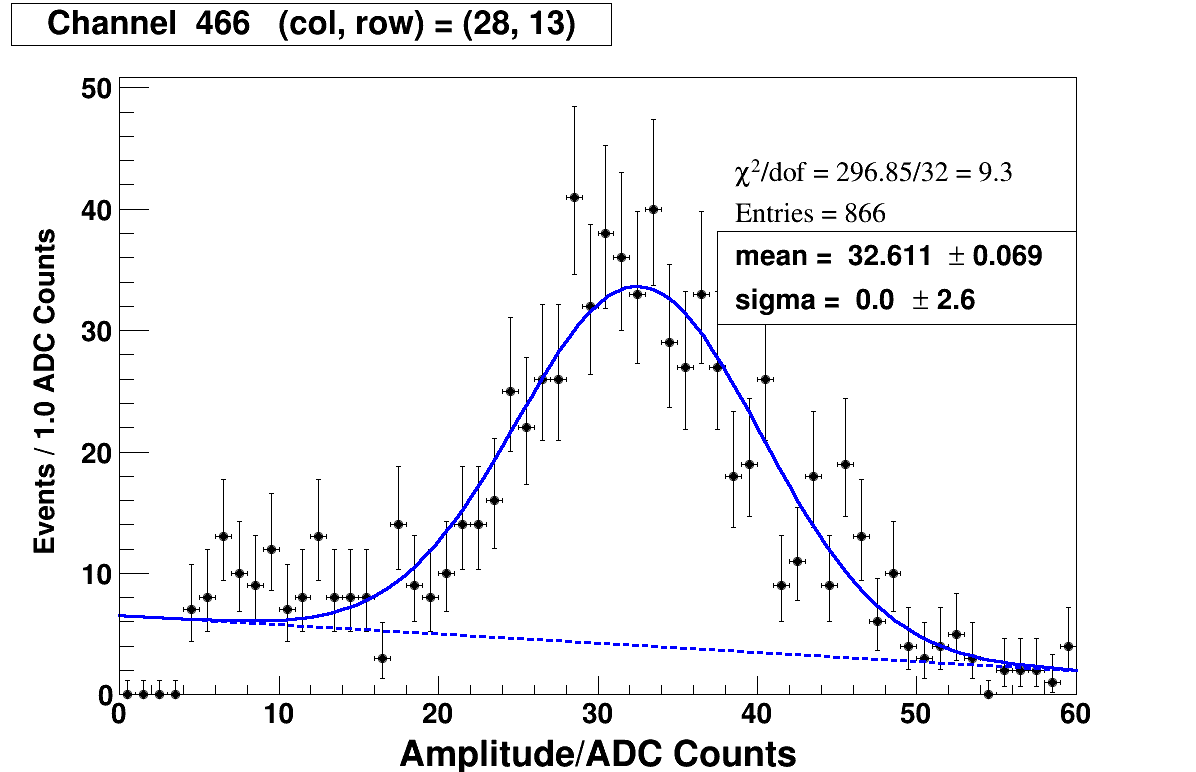 Channel 466 (col, row) = (28, 13)
50
40
30
20
10
0
Events / 1.0 ADC Counts
χ²/dof = 296.85/32 = 9.3
Entries = 866
mean = 32.611 ± 0.069
sigma = 0.0 ± 2.6
0 10 20 30 40 50 60
Amplitude/ADC Counts